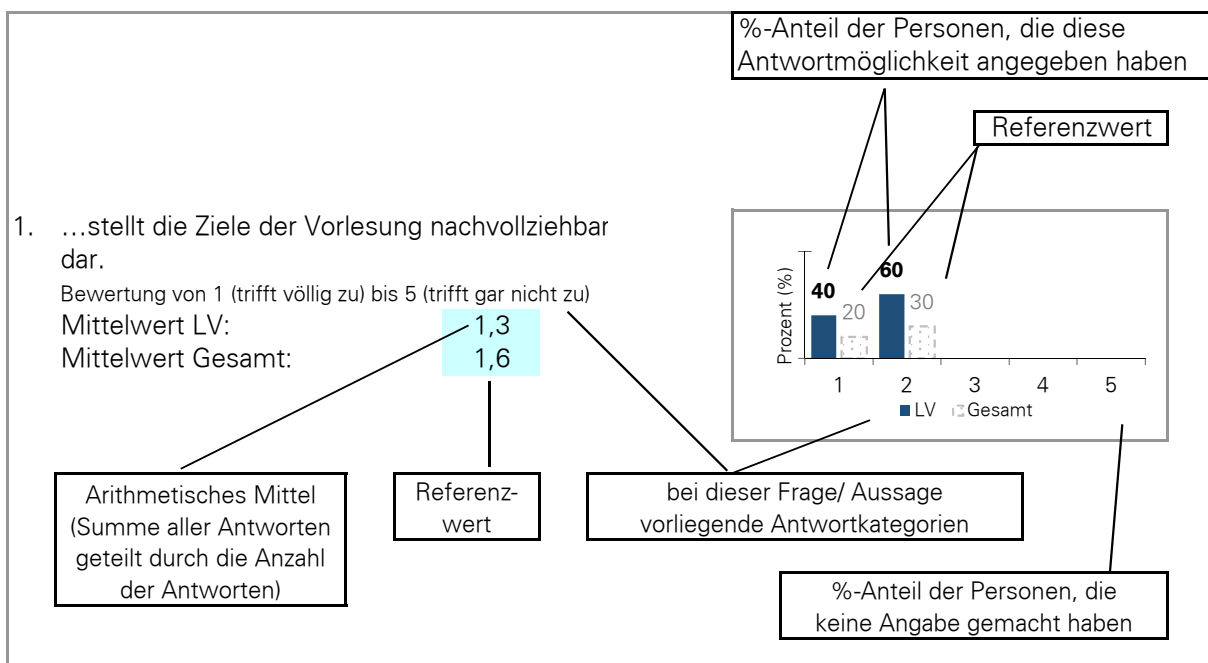 %-Anteil der Personen, die diese
Antwortmöglichkeit angegeben haben
Referenzwert
1. …stellt die Ziele der Vorlesung nachvollziehbar
dar.
Bewertung von 1 (trifft völlig zu) bis 5 (trifft gar nicht zu)
Mittelwert LV: 1,3
Mittelwert Gesamt: 1,6
Prozent (%)
40 20 60 30
1 2 3 4 5
LV Gesamt
Arithmetisches Mittel
(Summe aller Antworten
geteilt durch die Anzahl
der Antworten)
Referenz-
wert
bei dieser Frage/ Aussage
vorliegende Antwortkategorien
%-Anteil der Personen, die
keine Angabe gemacht haben